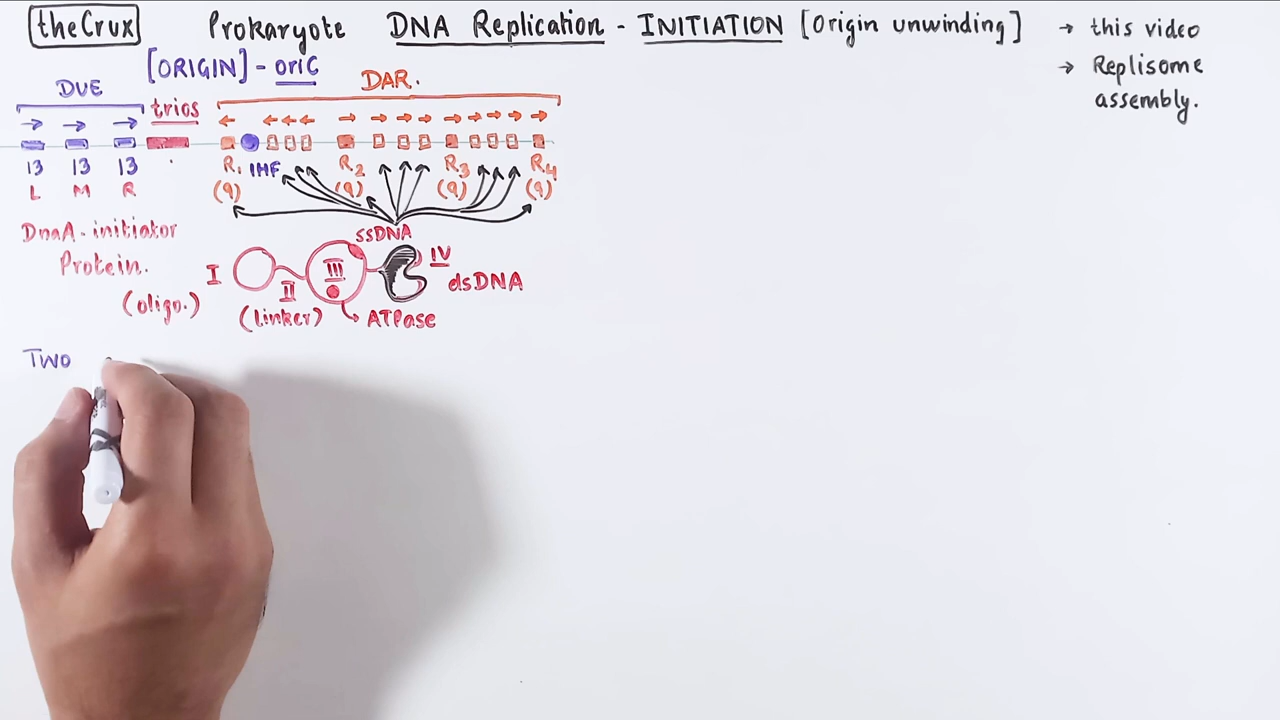 theCrux Prokaryote DNA Replication - INITIATION [Origin unwinding] → this video
→ Replisome
assembly.
[ORIGIN] - oriC
DUE trios DAR.
13 13 13 R1 IHF R2 R3 R4
L M R (9) (9) (9) (9)
DnaA - initiator
Protein.
ssDNA
I II III IV
dsDNA
(oligo.) (linker) ATPase
Two